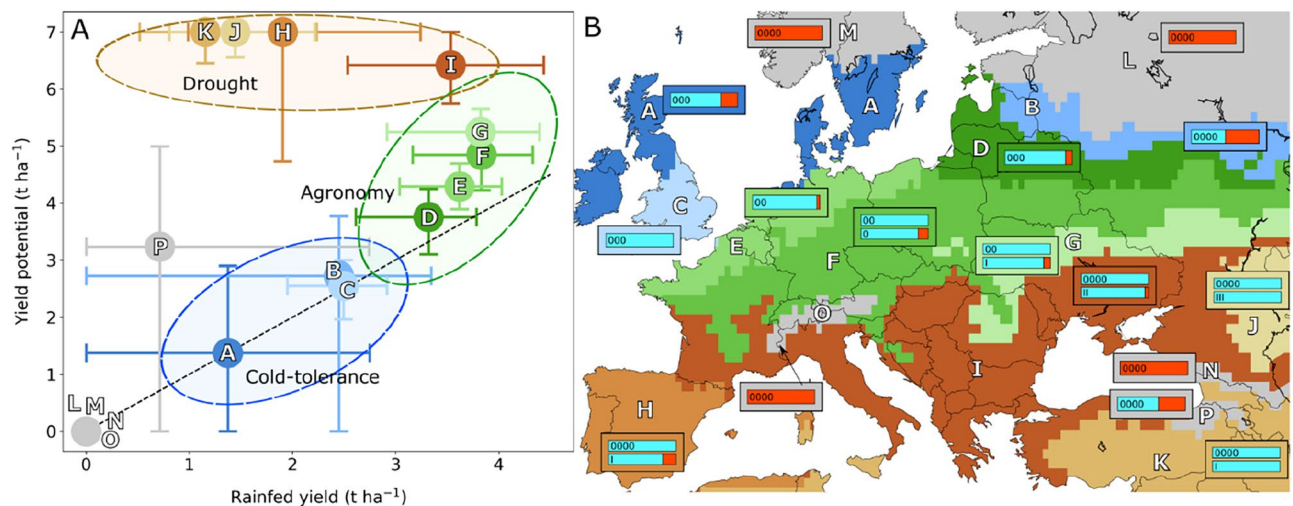 A
7
6
5
4
3
2
1
0
0
1
2
3
4
Yield potential (t ha⁻¹)
Rainfed yield (t ha⁻¹)
K J H
I
Drought
G
F
Agronomy
E
D
P
B
C
A
Cold-tolerance
L M
N
O
B
M
0000
L
0000
A
000
A
B
0000
D
000
C
000
00
E
00
0
F
G
00
I
0000
II
0000
III
J
O
I
0000
N
0000
0000
P
H
0000
I
K
0000
I